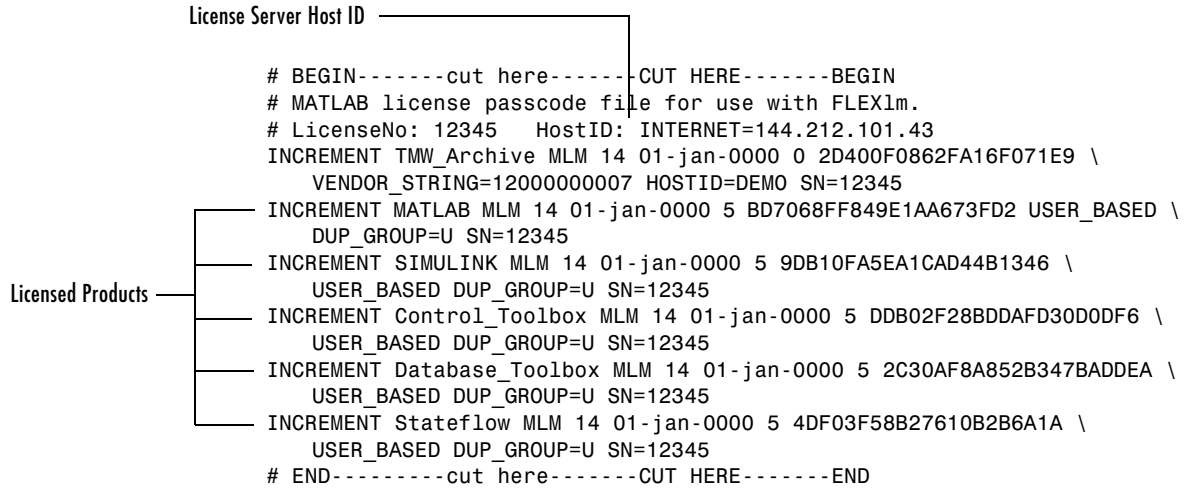 License Server Host ID
# BEGIN-------cut here-------CUT HERE-------BEGIN
# MATLAB license passcode file for use with FLEXlm.
# LicenseNo: 12345   HostID: INTERNET=144.212.101.43
INCREMENT TMW_Archive MLM 14 01-jan-0000 0 2D400F0862FA16F071E9 \
VENDOR_STRING=12000000007 HOSTID=DEMO SN=12345
INCREMENT MATLAB MLM 14 01-jan-0000 5 BD7068FF849E1AA673FD2 USER_BASED \
DUP_GROUP=U SN=12345
INCREMENT SIMULINK MLM 14 01-jan-0000 5 9DB10FA5EA1CAD44B1346 \
USER_BASED DUP_GROUP=U SN=12345
Licensed Products
INCREMENT Control_Toolbox MLM 14 01-jan-0000 5 DDB02F28BDDAFD30D0DF6 \
USER_BASED DUP_GROUP=U SN=12345
INCREMENT Database_Toolbox MLM 14 01-jan-0000 5 2C30AF8A852B347BADDEA \
USER_BASED DUP_GROUP=U SN=12345
INCREMENT Stateflow MLM 14 01-jan-0000 5 4DF03F58B27610B2B6A1A \
USER_BASED DUP_GROUP=U SN=12345
# END---------cut here-------CUT HERE-------END